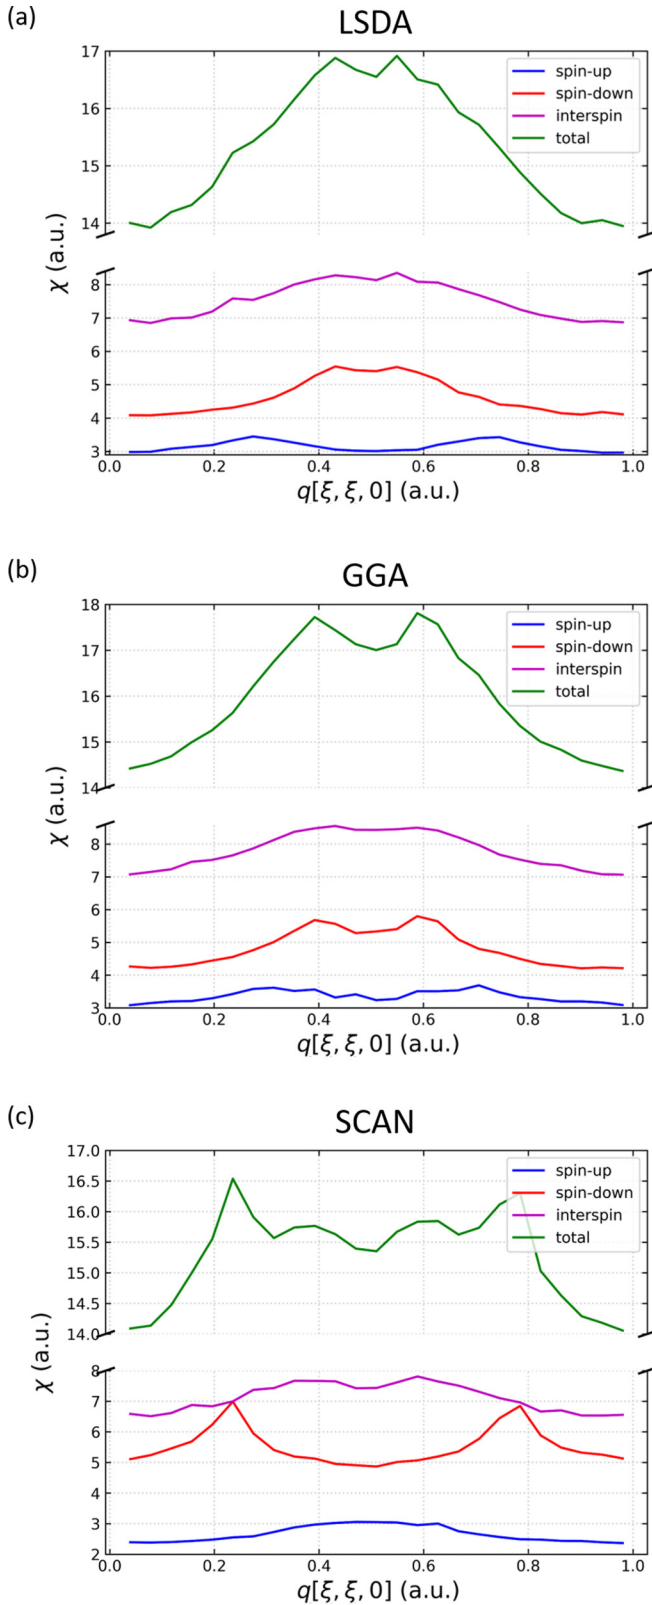 (a)
LSDA
17
16
15
14
8
7
6
5
4
3
χ (a.u.)
spin-up
spin-down
interspin
total
0.0 0.2 0.4 0.6 0.8 1.0
q[ξ, ξ, 0] (a.u.)
(b)
GGA
18
17
16
15
14
8
7
6
5
4
3
χ (a.u.)
spin-up
spin-down
interspin
total
0.0 0.2 0.4 0.6 0.8 1.0
q[ξ, ξ, 0] (a.u.)
(c)
SCAN
17.0
16.5
16.0
15.5
15.0
14.5
14.0
8
7
6
5
4
3
2
χ (a.u.)
spin-up
spin-down
interspin
total
0.0 0.2 0.4 0.6 0.8 1.0
q[ξ, ξ, 0] (a.u.)